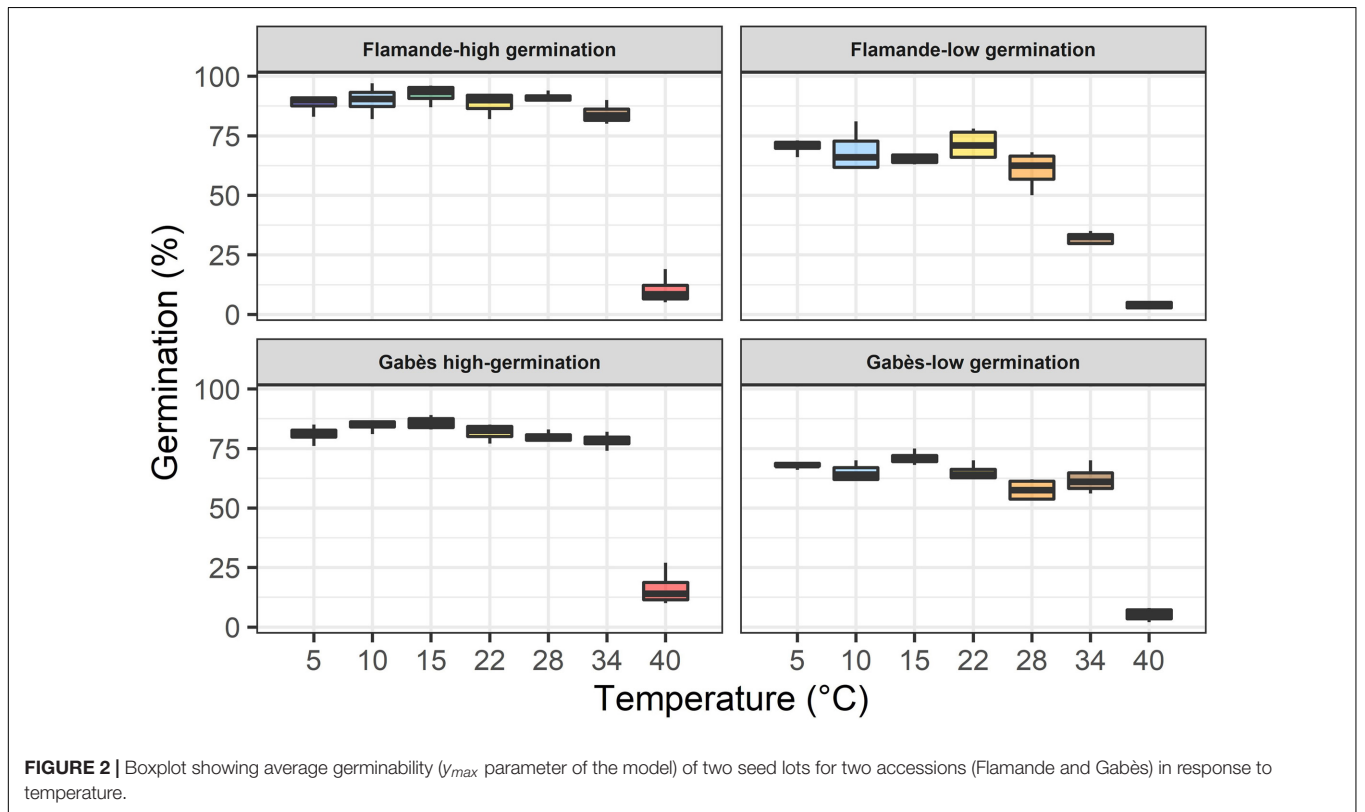 Flamande-high germination
Flamande-low germination
100
75
50
25
0
Gabès high-germination
Gabès-low germination
100
75
50
25
0
Germination (%)
5 10 15 22 28 34 40
5 10 15 22 28 34 40
Temperature (°C)
FIGURE 2 | Boxplot showing average germinability (ymax parameter of the model) of two seed lots for two accessions (Flamande and Gabès) in response to
temperature.